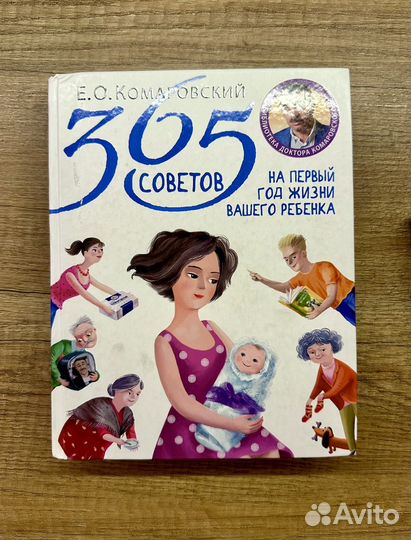 Е.О. Комаровский
365
советов
на первый
год жизни
вашего ребенка
Библиотека доктора Комаровского
Avito